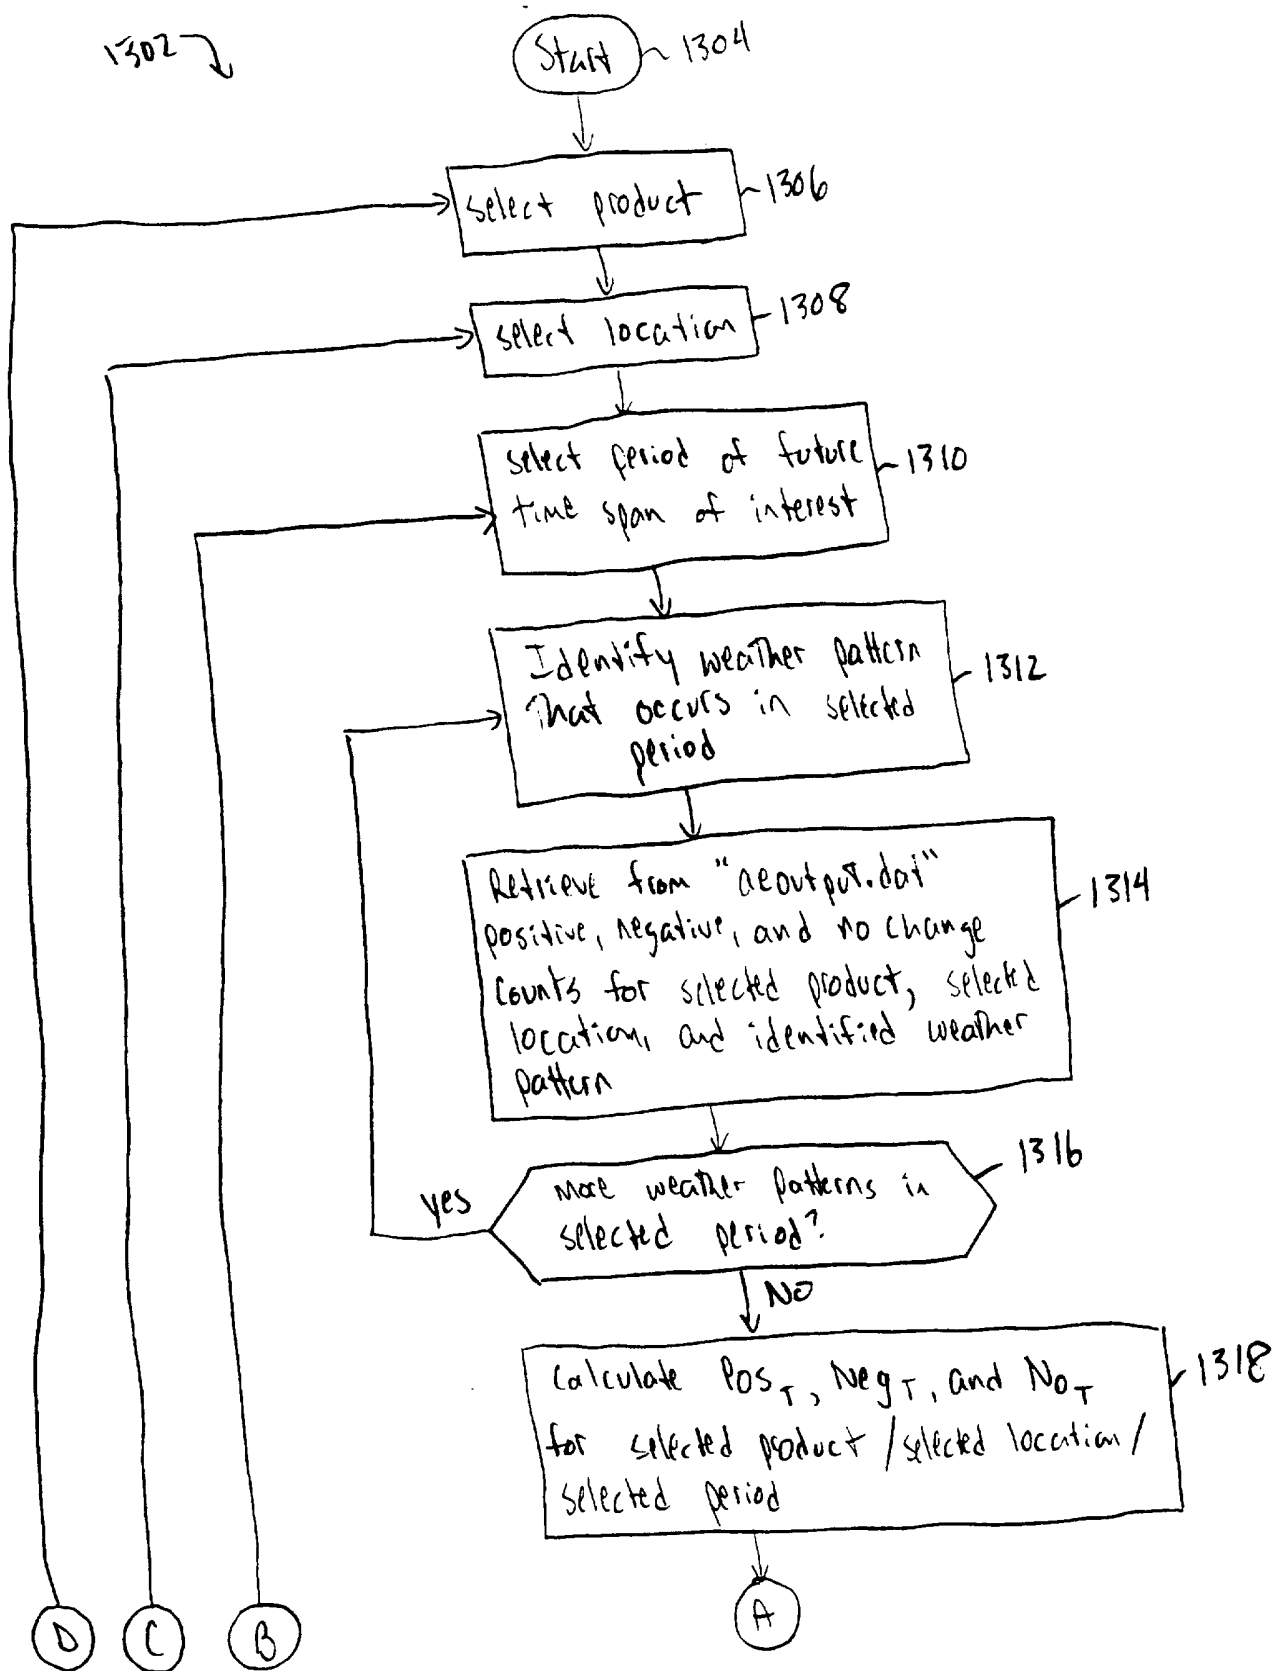 1302
Start
1304
select product
1306
select location
1308
select period of future
time span of interest
1310
Identify weather pattern
that occurs in selected
period
1312
Retrieve from "aeoutput.dat"
positive, negative, and no change
counts for selected product, selected
location, and identified weather
pattern
1314
More weather patterns in
selected period?
1316
yes
NO
Calculate Pos_T, Neg_T, and No_T
for selected product / selected location /
selected period
1318
D
C
B
A